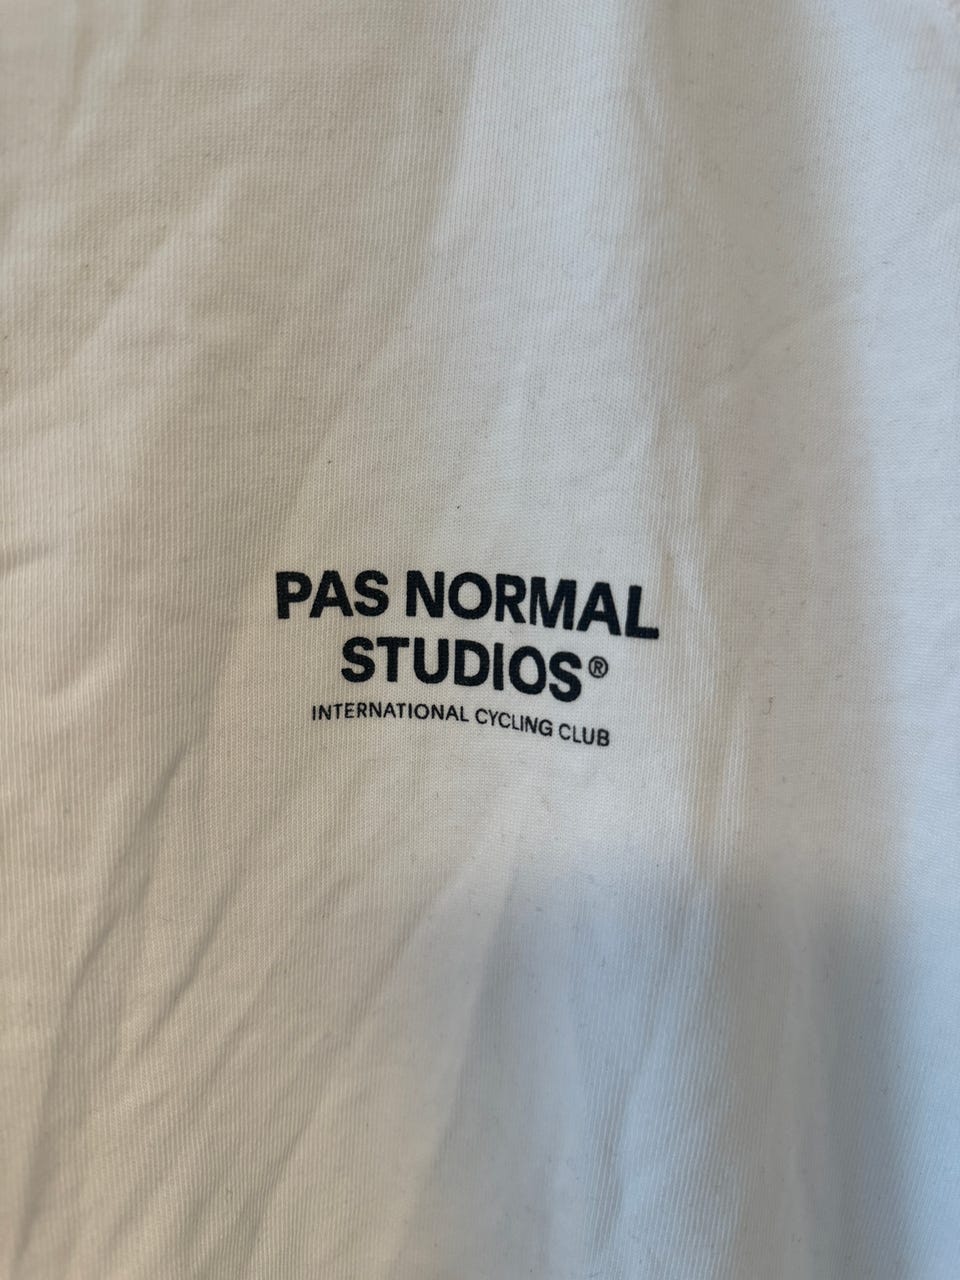 PAS NORMAL
STUDIOS®
INTERNATIONAL CYCLING CLUB